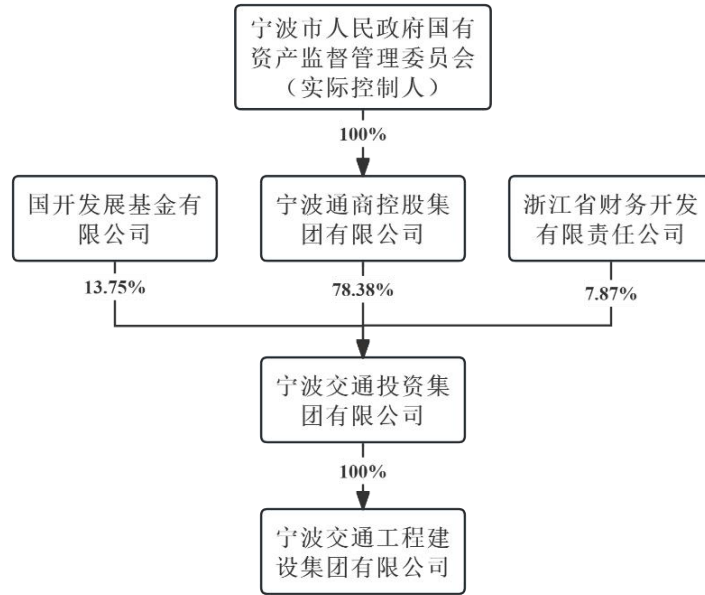 宁波市人民政府国有
资产监督管理委员会
（实际控制人）
100%
国开发展基金有
限公司
宁波通商控股集
团有限公司
浙江省财务开发
有限责任公司
13.75%
78.38%
7.87%
宁波交通投资集
团有限公司
100%
宁波交通工程建
设集团有限公司